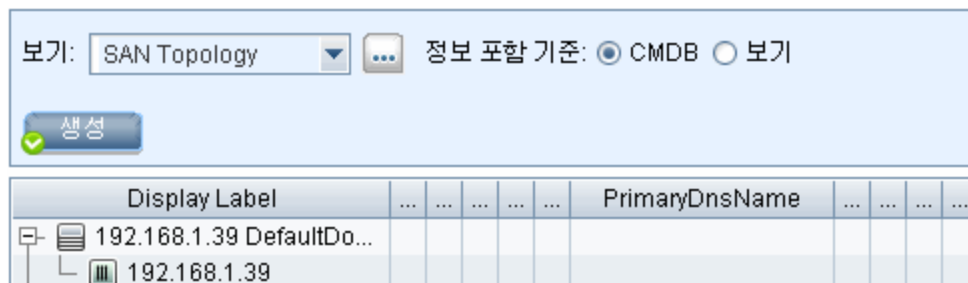 보기: SAN Topology ... 정보 포함 기준: CMDB 보기
생성
Display Label ... ... ... ... ... PrimaryDnsName ... ... ... ...
192.168.1.39 DefaultDo...
192.168.1.39